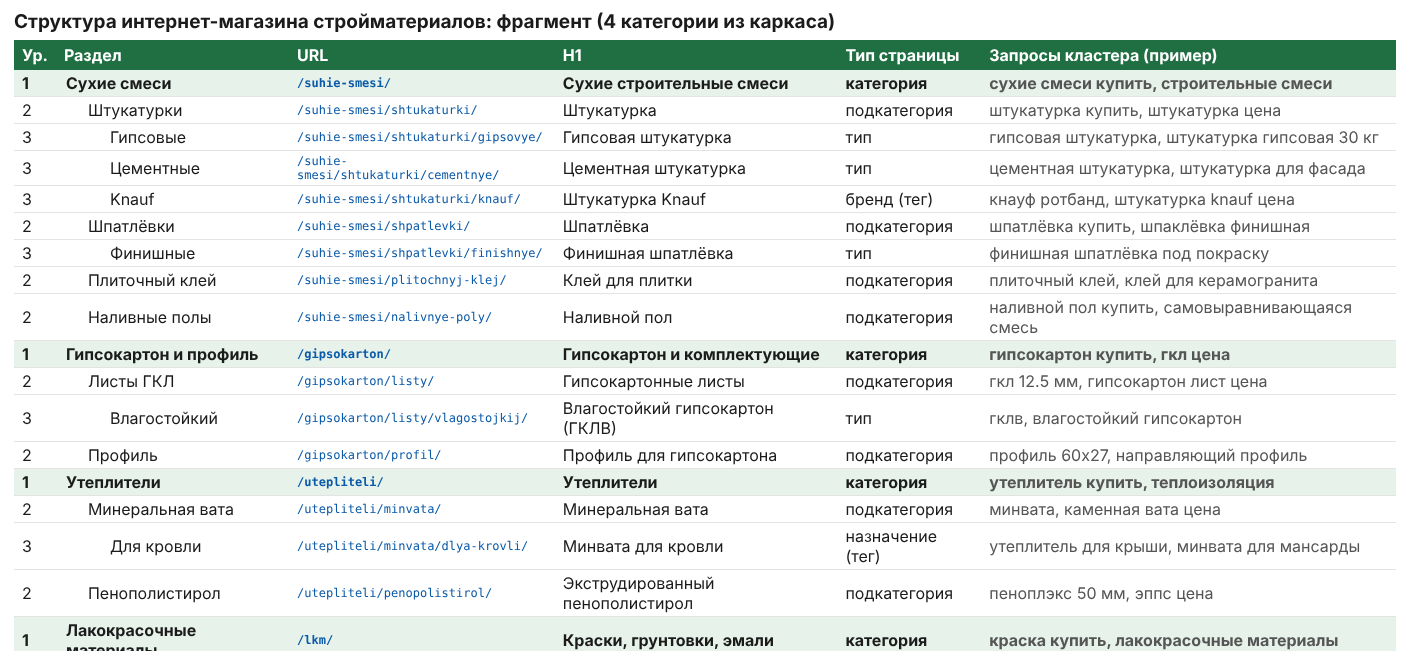 Структура интернет-магазина стройматериалов: фрагмент (4 категории из каркаса)
Ур. Раздел URL H1 Тип страницы Запросы кластера (пример)
1 Сухие смеси /suhie-smesi/ Сухие строительные смеси категория сухие смеси купить, строительные смеси
2 Штукатурки /suhie-smesi/shtukaturki/ Штукатурка подкатегория штукатурка купить, штукатурка цена
3 Гипсовые /suhie-smesi/shtukaturki/gipsovye/ Гипсовая штукатурка тип гипсовая штукатурка, штукатурка гипсовая 30 кг
3 Цементные /suhie-
smesi/shtukaturki/cementnye/ Цементная штукатурка тип цементная штукатурка, штукатурка для фасада
3 Knauf /suhie-smesi/shtukaturki/knauf/ Штукатурка Knauf бренд (тег) кнауф ротбанд, штукатурка knauf цена
2 Шпатлёвки /suhie-smesi/shpatlevki/ Шпатлёвка подкатегория шпатлёвка купить, шпаклёвка финишная
3 Финишные /suhie-smesi/shpatlevki/finishnye/ Финишная шпатлёвка тип финишная шпатлёвка под покраску
2 Плиточный клей /suhie-smesi/plitochnyj-klej/ Клей для плитки подкатегория плиточный клей, клей для керамогранита
2 Наливные полы /suhie-smesi/nalivnye-poly/ Наливной пол подкатегория наливной пол купить, самовыравнивающаяся
смесь
1 Гипсокартон и профиль /gipsokarton/ Гипсокартон и комплектующие категория гипсокартон купить, гкл цена
2 Листы ГКЛ /gipsokarton/listy/ Гипсокартонные листы подкатегория гкл 12.5 мм, гипсокартон лист цена
3 Влагостойкий /gipsokarton/listy/vlagostojkij/ Влагостойкий гипсокартон
(ГКЛВ) тип гклв, влагостойкий гипсокартон
2 Профиль /gipsokarton/profil/ Профиль для гипсокартона подкатегория профиль 60х27, направляющий профиль
1 Утеплители /utepliteli/ Утеплители категория утеплитель купить, теплоизоляция
2 Минеральная вата /utepliteli/minvata/ Минеральная вата подкатегория минвата, каменная вата цена
3 Для кровли /utepliteli/minvata/dlya-krovli/ Минвата для кровли назначение
(тег) утеплитель для крыши, минвата для мансарды
2 Пенополистирол /utepliteli/penopolistirol/ Экструдированный
пенополистирол подкатегория пеноплэкс 50 мм, эппс цена
1 Лакокрасочные
материалы /lkm/ Краски, грунтовки, эмали категория краска купить, лакокрасочные материалы